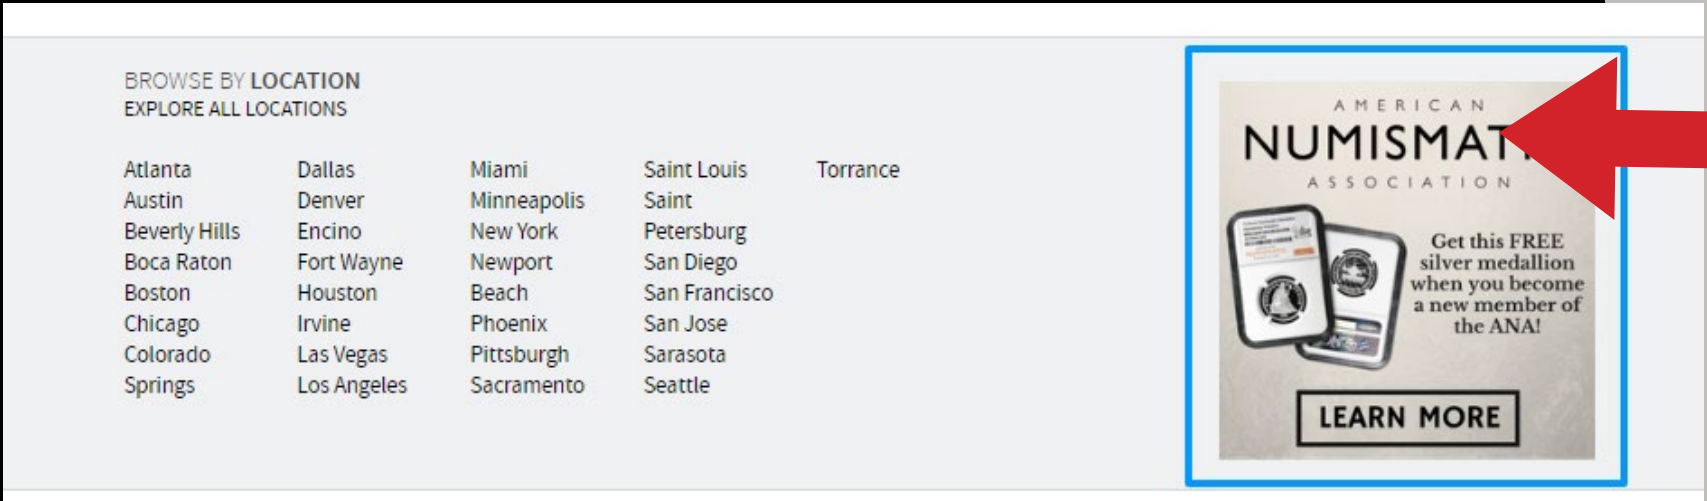 BROWSE BY LOCATION
EXPLORE ALL LOCATIONS
Atlanta
Austin
Beverly Hills
Boca Raton
Boston
Chicago
Colorado
Springs
Dallas
Denver
Encino
Fort Wayne
Houston
Irvine
Las Vegas
Los Angeles
Miami
Minneapolis
New York
Newport
Beach
Phoenix
Pittsburgh
Sacramento
Saint Louis
Saint
Petersburg
San Diego
San Francisco
San Jose
Sarasota
Seattle
Torrance
AMERICAN
ASSOCIATION
Get this FREE
silver medallion
when you become
a new member of
the ANA!
LEARN MORE